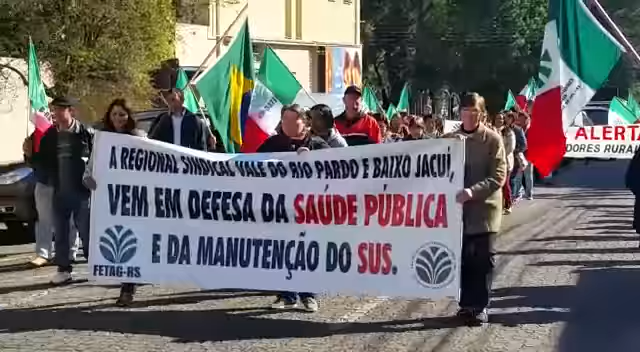 A REGIONAL SINDICAL VALE DO RIO PARDO E BAIXO JACUÍ,
VEM EM DEFESA DA SAÚDE PÚBLICA
E DA MANUTENÇÃO DO SUS.
FETAG-RS
ALERTA
DORES RURAI